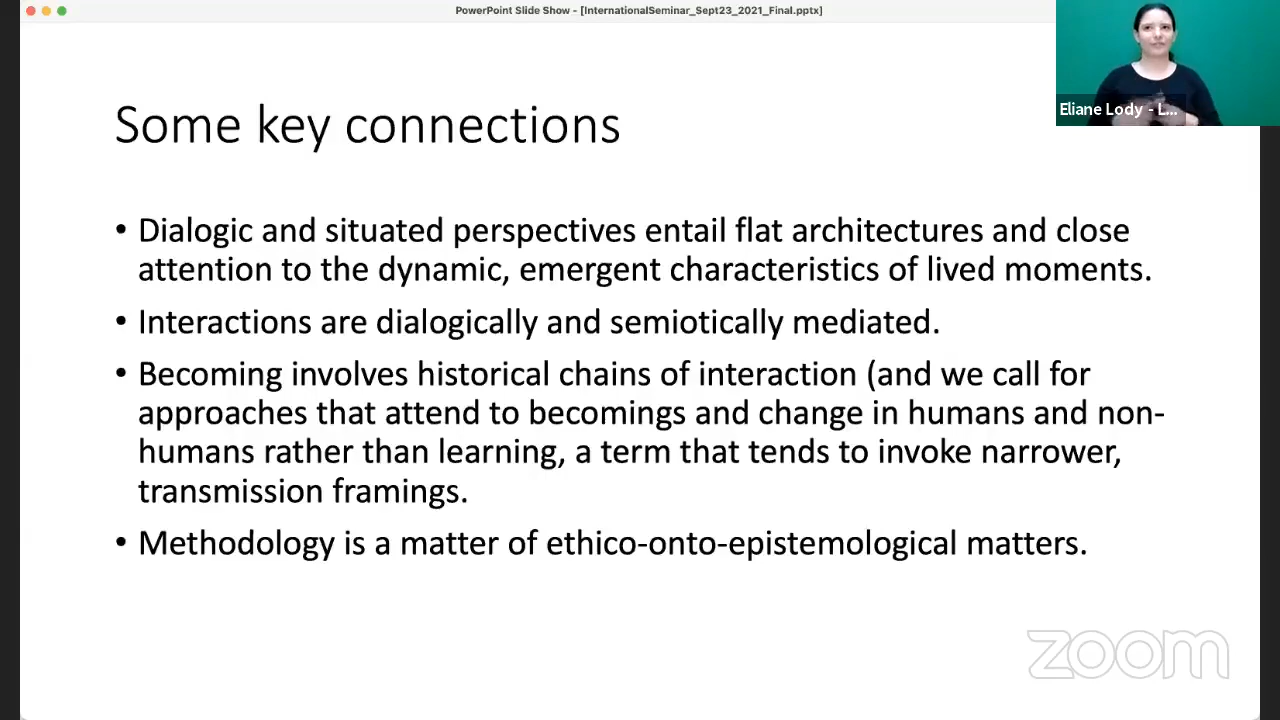 PowerPoint Slide Show - [InternationalSeminar_Sept23_2021_Final.pptx]
Eliane Lody - L...
Some key connections
• Dialogic and situated perspectives entail flat architectures and close
attention to the dynamic, emergent characteristics of lived moments.
• Interactions are dialogically and semiotically mediated.
• Becoming involves historical chains of interaction (and we call for
approaches that attend to becomings and change in humans and non-
humans rather than learning, a term that tends to invoke narrower,
transmission framings.
• Methodology is a matter of ethico-onto-epistemological matters.
zoom